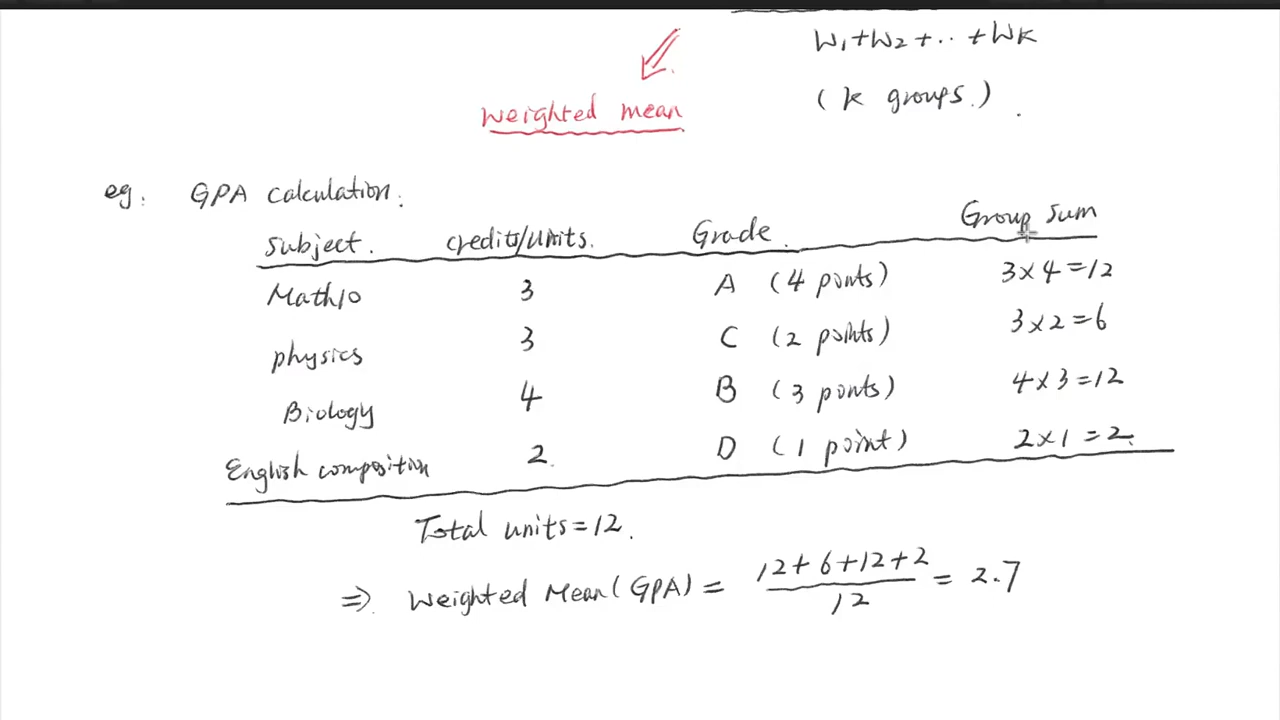 W₁+W₂+..+WK
(K groups.)
Weighted mean
eg. GPA calculation.
Subject. Credits/Units. Grade. Group Sum
Math10 3 A (4 points) 3×4=12
physics 3 C (2 points) 3×2=6
Biology 4 B (3 points) 4×3=12
English composition 2. D (1 point) 2×1=2.
Total units=12.
⇒ Weighted Mean(GPA) = 12+6+12+2 / 12 = 2.7